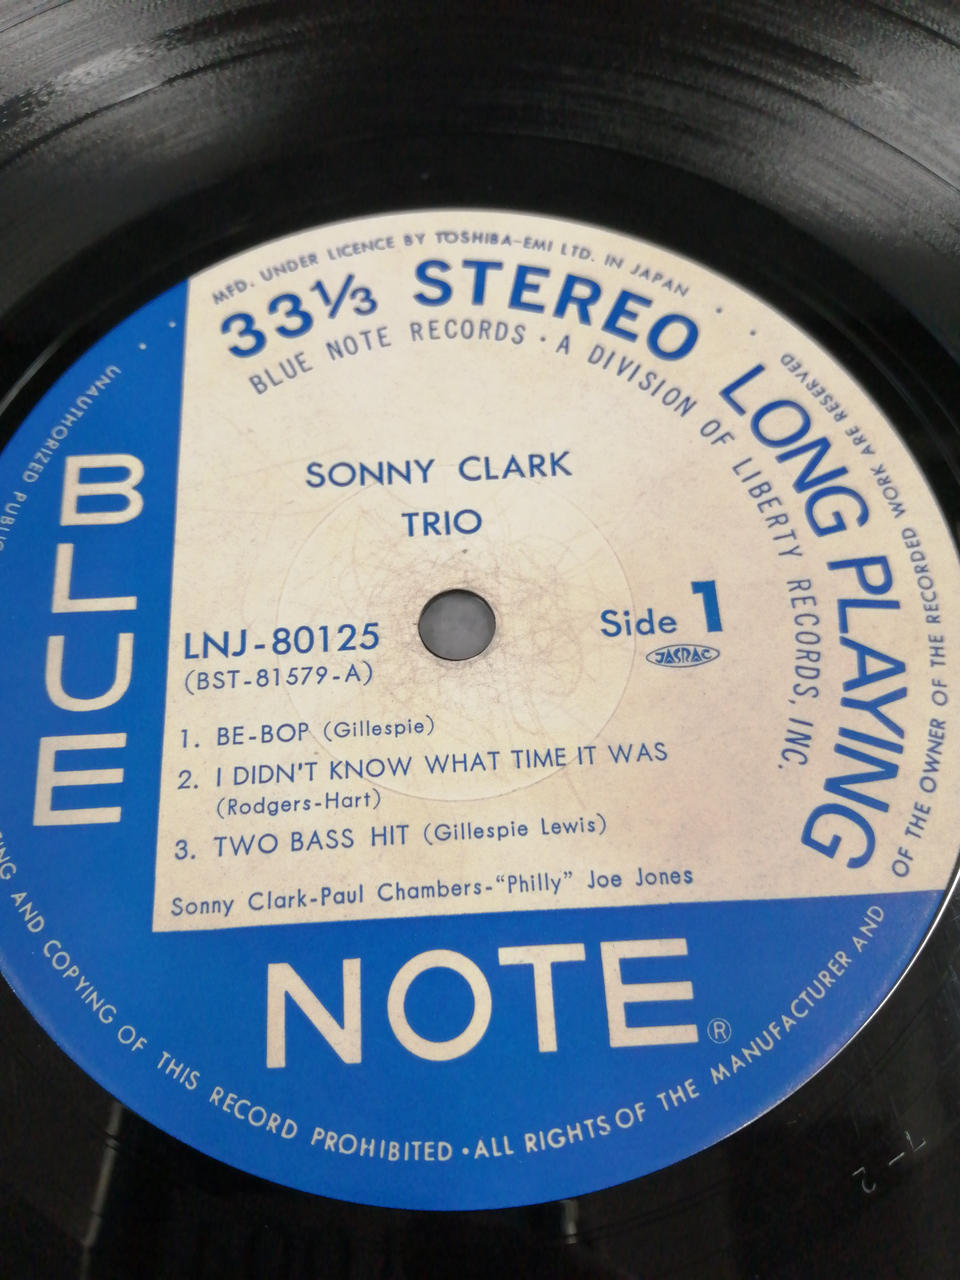 MFD. UNDER LICENCE BY TOSHIBA-EMI LTD. IN JAPAN
33⅓ STEREO LONG PLAYING
BLUE NOTE RECORDS · A DIVISION OF LIBERTY RECORDS, INC.
SONNY CLARK
TRIO
LNJ-80125
(BST-81579-A)
Side 1
JASRAC
1. BE-BOP (Gillespie)
2. I DIDN'T KNOW WHAT TIME IT WAS
(Rodgers-Hart)
3. TWO BASS HIT (Gillespie Lewis)
Sonny Clark-Paul Chambers-"Philly" Joe Jones
BLUE
NOTE ®
UNAUTHORIZED
AND COPYING OF THIS RECORD PROHIBITED · ALL RIGHTS OF THE MANUFACTURER AND
OF THE OWNER OF THE RECORDED WORK ARE RESERVED